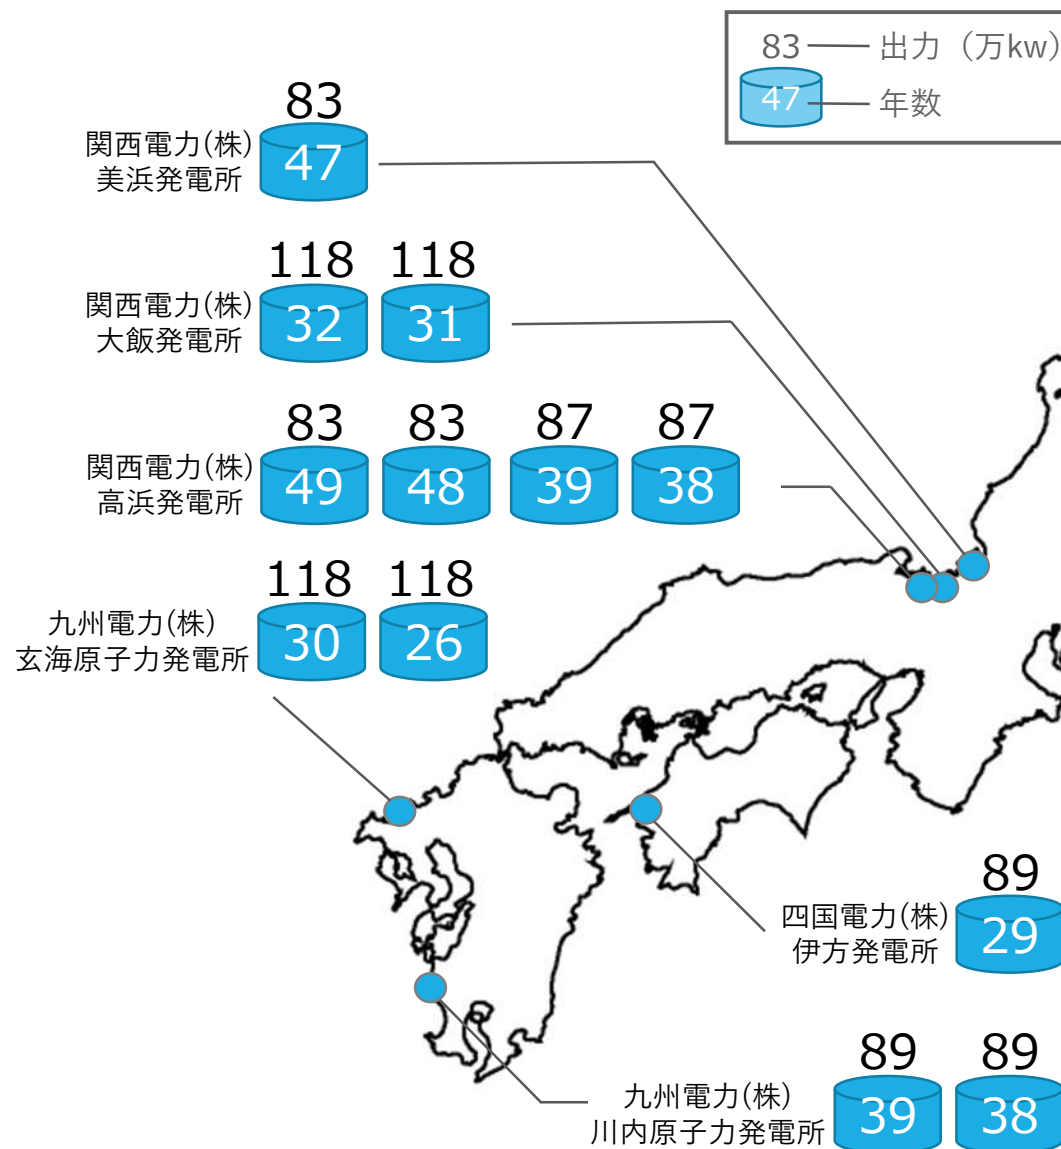 83 出力（万kw）
47 年数
83
関西電力(株)
美浜発電所
47
118 118
関西電力(株)
大飯発電所
32 31
83 83 87 87
関西電力(株)
高浜発電所
49 48 39 38
118 118
九州電力(株)
玄海原子力発電所
30 26
89
四国電力(株)
伊方発電所
29
89 89
九州電力(株)
川内原子力発電所
39 38